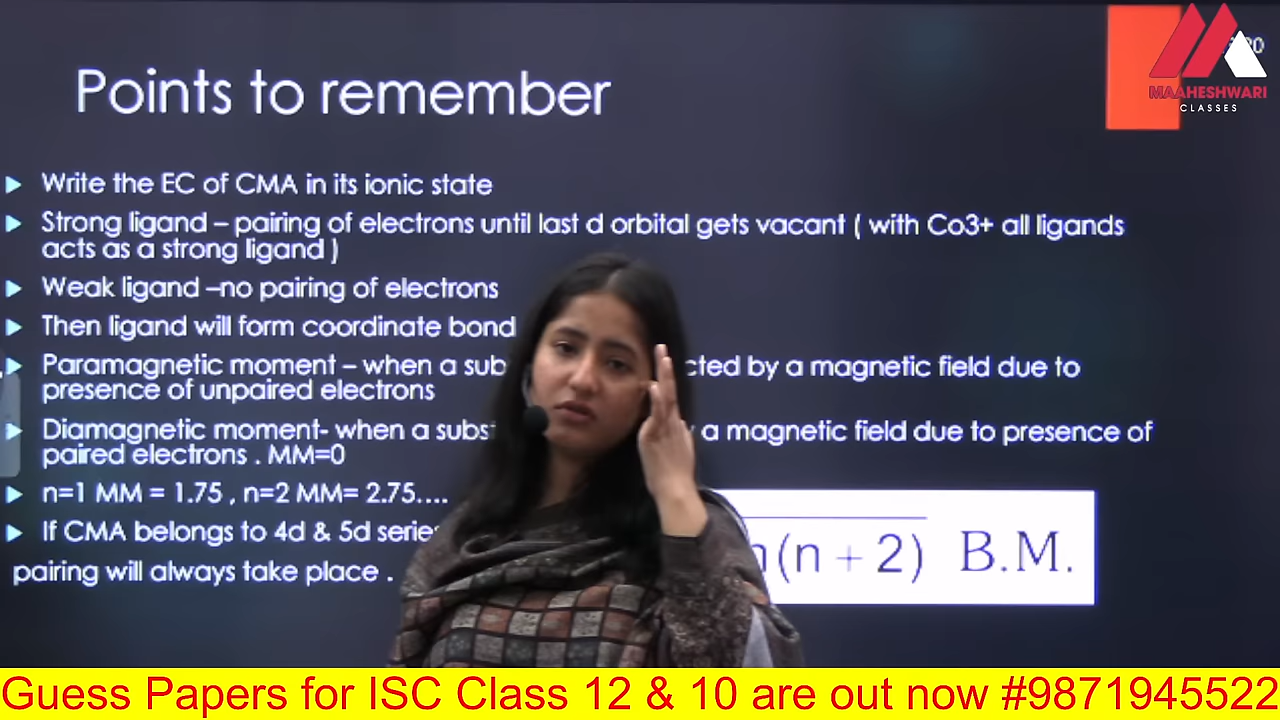 Points to remember
MAAHESHWARI
CLASSES
Write the EC of CMA in its ionic state
Strong ligand – pairing of electrons until last d orbital gets vacant ( with Co3+ all ligands
acts as a strong ligand )
Weak ligand –no pairing of electrons
Then ligand will form coordinate bond
Paramagnetic moment – when a sub cted by a magnetic field due to
presence of unpaired electrons
Diamagnetic moment- when a subst a magnetic field due to presence of
paired electrons . MM=0
n=1 MM = 1.75 , n=2 MM= 2.75....
If CMA belongs to 4d & 5d serie
pairing will always take place .
(n + 2) B.M.
Guess Papers for ISC Class 12 & 10 are out now #9871945522